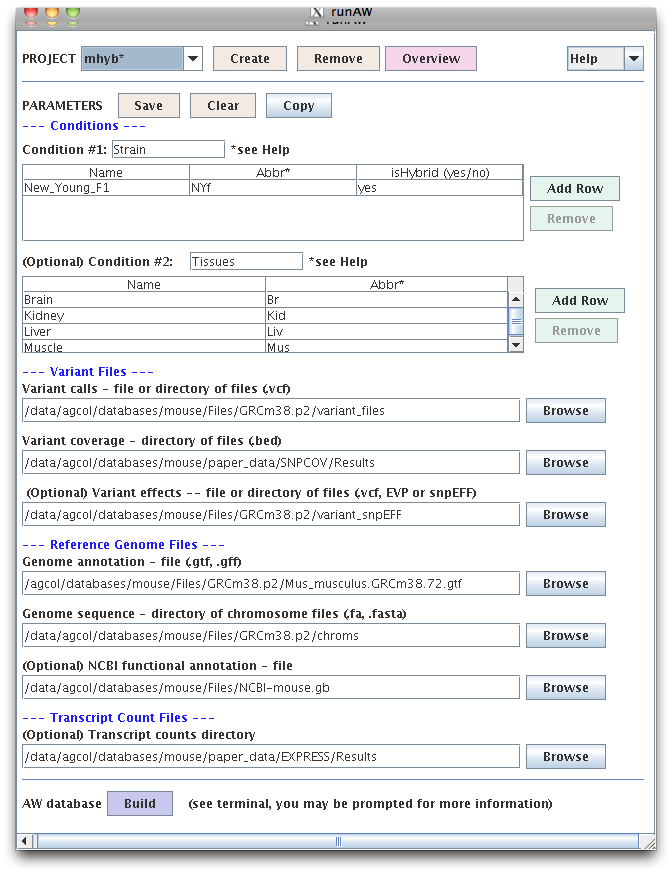 runAW
PROJECT mhyb* Create Remove Overview Help
PARAMETERS Save Clear Copy
--- Conditions ---
Condition #1: Strain *see Help
Name Abbr* isHybrid (yes/no)
New_Young_F1 NYf yes
Add Row
Remove
(Optional) Condition #2: Tissues *see Help
Name Abbr*
Brain Br
Kidney Kid
Liver Liv
Muscle Mus
Add Row
Remove
--- Variant Files ---
Variant calls - file or directory of files (.vcf)
/data/agcol/databases/mouse/Files/GRCm38.p2/variant_files Browse
Variant coverage - directory of files (.bed)
/data/agcol/databases/mouse/paper_data/SNPCOV/Results Browse
(Optional) Variant effects -- file or directory of files (.vcf, EVP or snpEFF)
/data/agcol/databases/mouse/Files/GRCm38.p2/variant_snpEFF Browse
--- Reference Genome Files ---
Genome annotation - file (.gtf, .gff)
/agcol/databases/mouse/Files/GRCm38.p2/Mus_musculus.GRCm38.72.gtf Browse
Genome sequence - directory of chromosome files (.fa, .fasta)
/data/agcol/databases/mouse/Files/GRCm38.p2/chroms Browse
(Optional) NCBI functional annotation - file
/data/agcol/databases/mouse/Files/NCBI-mouse.gb Browse
--- Transcript Count Files ---
(Optional) Transcript counts directory
/data/agcol/databases/mouse/paper_data/EXPRESS/Results Browse
AW database Build (see terminal, you may be prompted for more information)